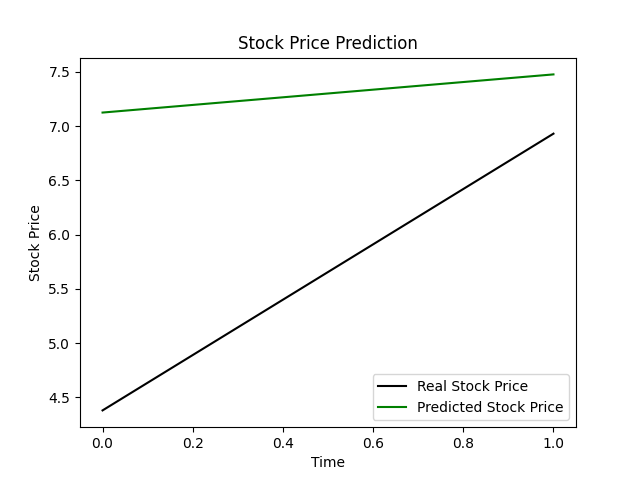 Stock Price Prediction
7.5
7.0
6.5
6.0
5.5
5.0
4.5
Stock Price
Real Stock Price
Predicted Stock Price
0.0 0.2 0.4 0.6 0.8 1.0
Time